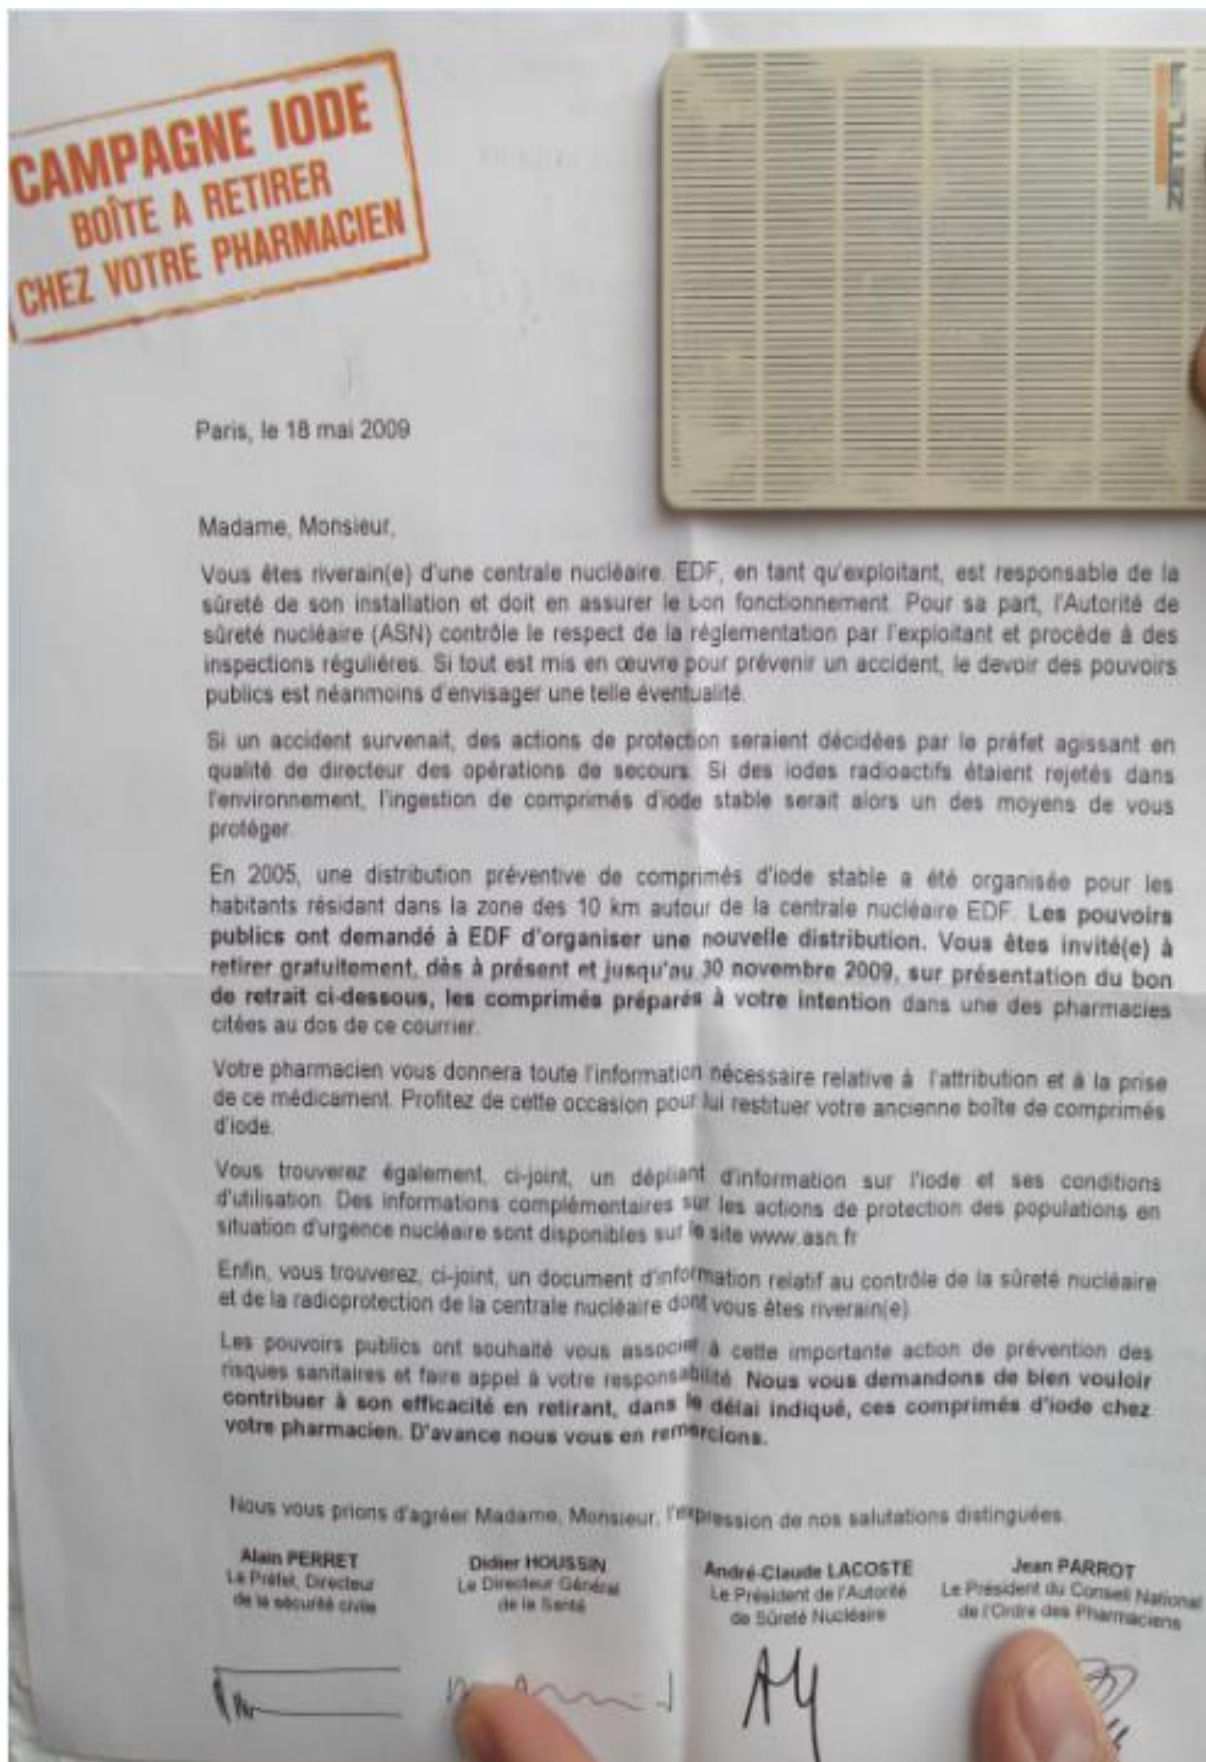 CAMPAGNE IODE
BOÎTE A RETIRER
CHEZ VOTRE PHARMACIEN
ZETTLER
Paris, le 18 mai 2009
Madame, Monsieur,
Vous êtes riverain(e) d'une centrale nucléaire. EDF, en tant qu'exploitant, est responsable de la
sûreté de son installation et doit en assurer le bon fonctionnement. Pour sa part, l'Autorité de
sûreté nucléaire (ASN) contrôle le respect de la réglementation par l'exploitant et procède à des
inspections régulières. Si tout est mis en œuvre pour prévenir un accident, le devoir des pouvoirs
publics est néanmoins d'envisager une telle éventualité.
Si un accident survenait, des actions de protection seraient décidées par le préfet agissant en
qualité de directeur des opérations de secours. Si des iodes radioactifs étaient rejetés dans
l'environnement, l'ingestion de comprimés d'iode stable serait alors un des moyens de vous
protéger.
En 2005, une distribution préventive de comprimés d'iode stable a été organisée pour les
habitants résidant dans la zone des 10 km autour de la centrale nucléaire EDF. Les pouvoirs
publics ont demandé à EDF d'organiser une nouvelle distribution. Vous êtes invité(e) à
retirer gratuitement, dès à présent et jusqu'au 30 novembre 2009, sur présentation du bon
de retrait ci-dessous, les comprimés préparés à votre intention dans une des pharmacies
citées au dos de ce courrier.
Votre pharmacien vous donnera toute l'information nécessaire relative à l'attribution et à la prise
de ce médicament. Profitez de cette occasion pour lui restituer votre ancienne boîte de comprimés
d'iode.
Vous trouverez également, ci-joint, un dépliant d'information sur l'iode et ses conditions
d'utilisation. Des informations complémentaires sur les actions de protection des populations en
situation d'urgence nucléaire sont disponibles sur le site www.asn.fr
Enfin, vous trouverez, ci-joint, un document d'information relatif au contrôle de la sûreté nucléaire
et de la radioprotection de la centrale nucléaire dont vous êtes riverain(e).
Les pouvoirs publics ont souhaité vous associer à cette importante action de prévention des
risques sanitaires et faire appel à votre responsabilité. Nous vous demandons de bien vouloir
contribuer à son efficacité en retirant, dans le délai indiqué, ces comprimés d'iode chez
votre pharmacien. D'avance nous vous en remercions.
Nous vous prions d'agréer Madame, Monsieur, l'expression de nos salutations distinguées.
Alain PERRET
Le Préfet, Directeur
de la sécurité civile
Didier HOUSSIN
Le Directeur Général
de la Santé
André-Claude LACOSTE
Le Président de l'Autorité
de Sûreté Nucléaire
Jean PARROT
Le Président du Conseil National
de l'Ordre des Pharmaciens